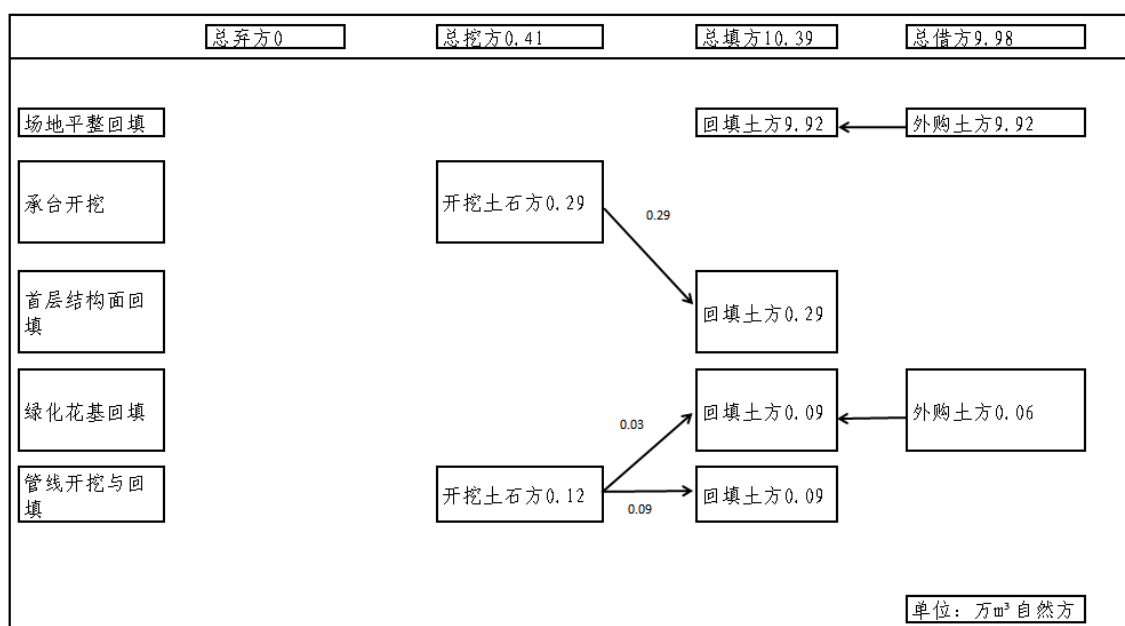 总弃方0
总挖方0.41
总填方10.39
总借方9.98
场地平整回填
回填土方9.92
外购土方9.92
承台开挖
开挖土石方0.29
0.29
首层结构面回
填
回填土方0.29
绿化花基回填
0.03
回填土方0.09
外购土方0.06
管线开挖与回
填
开挖土石方0.12
0.09
回填土方0.09
单位：万m³自然方